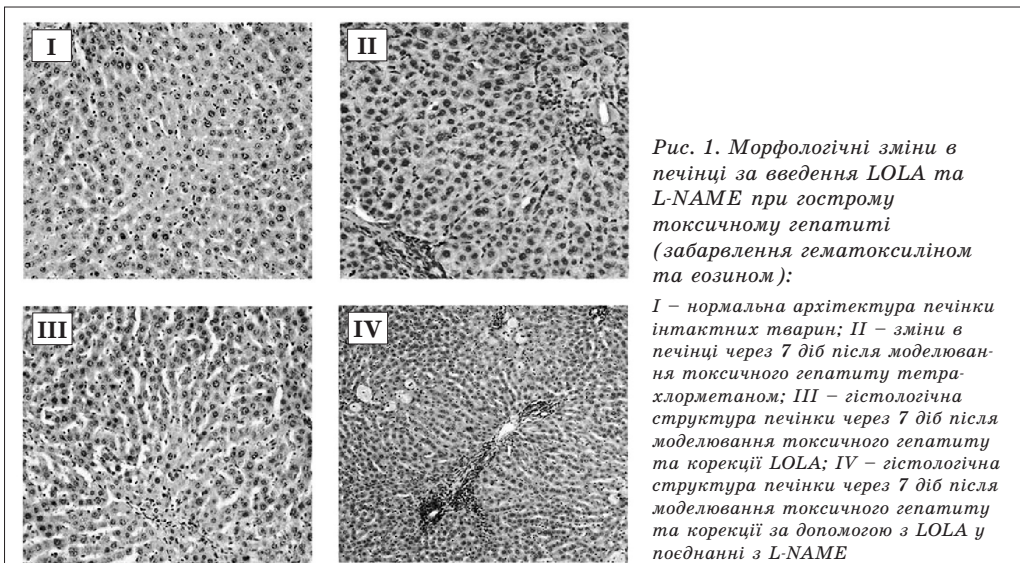 I
II
III
IV
Рис. 1. Морфологічні зміни в
печінці за введення LOLA та
L-NAME при гострому
токсичному гепатиті
(забарвлення гематоксиліном
та еозином):
I – нормальна архітектура печінки
інтактних тварин; II – зміни в
печінці через 7 діб після моделюван-
ня токсичного гепатиту тетра-
хлорметаном; III – гістологічна
структура печінки через 7 діб після
моделювання токсичного гепатиту
та корекції LOLA; IV – гістологічна
структура печінки через 7 діб після
моделювання токсичного гепатиту
та корекції за допомогою з LOLA у
поєднанні з L-NAME